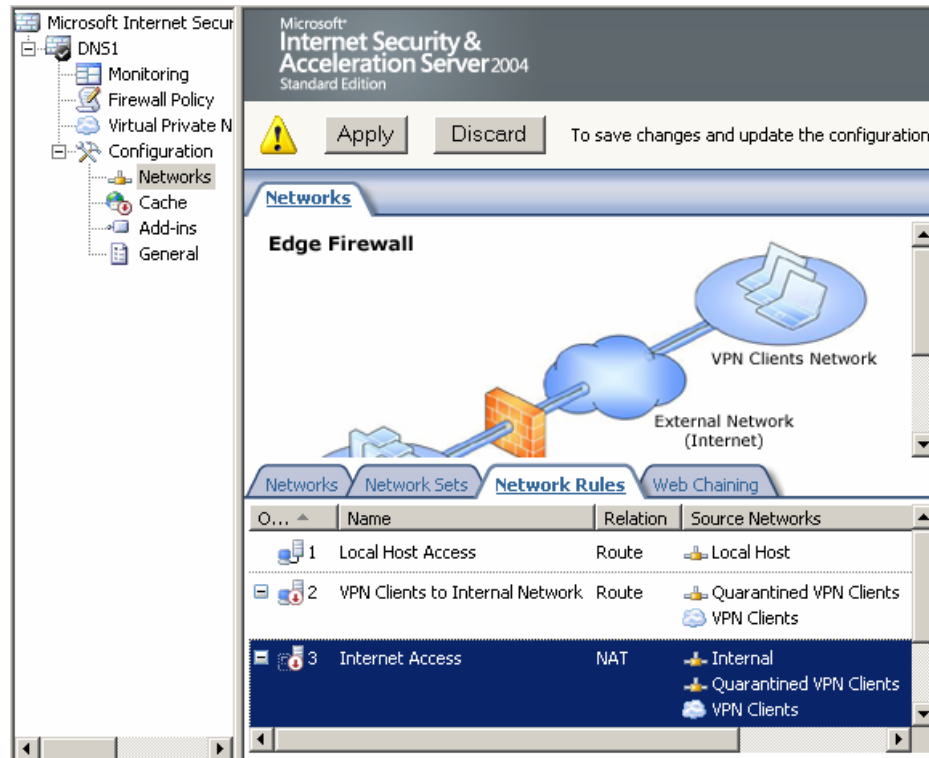 Microsoft Internet Secur
DNS1
Monitoring
Firewall Policy
Virtual Private N
Configuration
Networks
Cache
Add-ins
General
Microsoft
Internet Security &
Acceleration Server 2004
Standard Edition
Apply Discard To save changes and update the configuration
Networks
Edge Firewall
VPN Clients Network
External Network
(Internet)
Networks Network Sets Network Rules Web Chaining
O... Name Relation Source Networks
1 Local Host Access Route Local Host
2 VPN Clients to Internal Network Route Quarantined VPN Clients
VPN Clients
3 Internet Access NAT Internal
Quarantined VPN Clients
VPN Clients